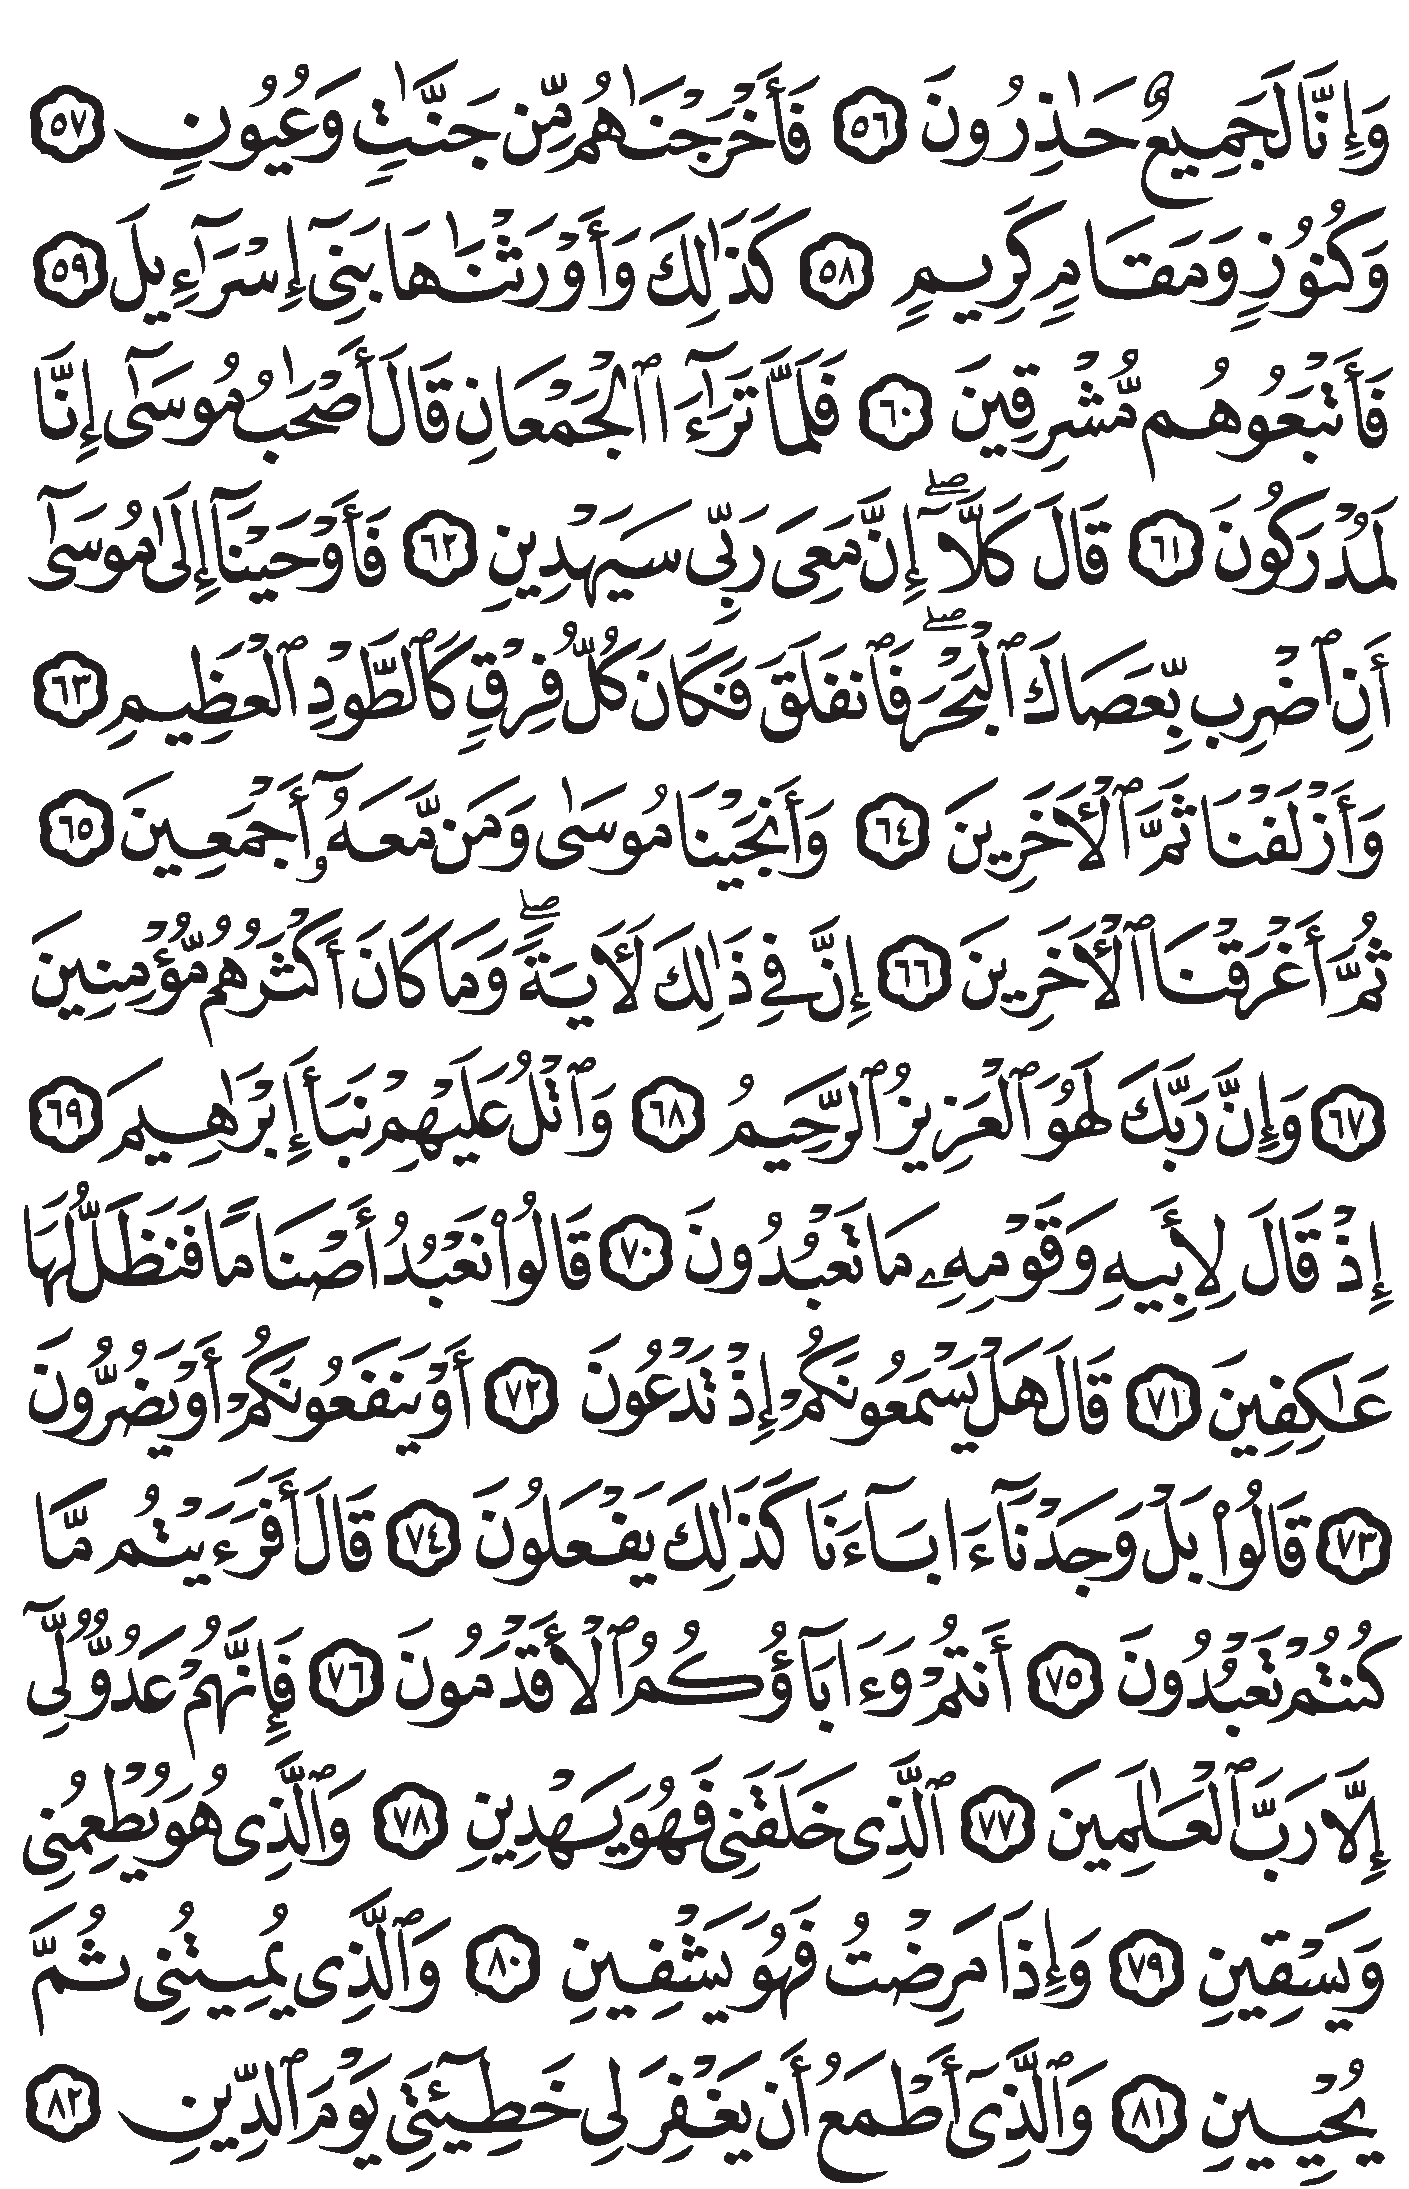 وَإِنَّا لَجَمِيعٌ حَـٰذِرُونَ ٥٦ فَأَخْرَجْنَـٰهُم مِّن جَنَّـٰتٍ وَعُيُونٍ ٥٧
وَكُنُوزٍ وَمَقَامٍ كَرِيمٍ ٥٨ كَذَٰلِكَ وَأَوْرَثْنَـٰهَا بَنِىٓ إِسْرَٰٓءِيلَ ٥٩
فَأَتْبَعُوهُم مُّشْرِقِينَ ٦٠ فَلَمَّا تَرَٰٓءَا ٱلْجَمْعَانِ قَالَ أَصْحَـٰبُ مُوسَىٰٓ إِنَّا
لَمُدْرَكُونَ ٦١ قَالَ كَلَّآ ۖ إِنَّ مَعِىَ رَبِّى سَيَهْدِينِ ٦٢ فَأَوْحَيْنَآ إِلَىٰ مُوسَىٰٓ
أَنِ ٱضْرِب بِّعَصَاكَ ٱلْبَحْرَ ۖ فَٱنفَلَقَ فَكَانَ كُلُّ فِرْقٍ كَٱلطَّوْدِ ٱلْعَظِيمِ ٦٣
وَأَزْلَفْنَا ثَمَّ ٱلْأَخَرِينَ ٦٤ وَأَنجَيْنَا مُوسَىٰ وَمَن مَّعَهُۥٓ أَجْمَعِينَ ٦٥
ثُمَّ أَغْرَقْنَا ٱلْأَخَرِينَ ٦٦ إِنَّ فِى ذَٰلِكَ لَأَيَةً ۖ وَمَا كَانَ أَكْثَرُهُم مُّؤْمِنِينَ
٦٧ وَإِنَّ رَبَّكَ لَهُوَ ٱلْعَزِيزُ ٱلرَّحِيمُ ٦٨ وَٱتْلُ عَلَيْهِمْ نَبَأَ إِبْرَٰهِيمَ ٦٩
إِذْ قَالَ لِأَبِيهِ وَقَوْمِهِۦ مَا تَعْبُدُونَ ٧٠ قَالُوا۟ نَعْبُدُ أَصْنَامًا فَنَظَلُّ لَهَا
عَـٰكِفِينَ ٧١ قَالَ هَلْ يَسْمَعُونَكُمْ إِذْ تَدْعُونَ ٧٢ أَوْ يَنفَعُونَكُمْ أَوْ يَضُرُّونَ
٧٣ قَالُوا۟ بَلْ وَجَدْنَآ ءَابَآءَنَا كَذَٰلِكَ يَفْعَلُونَ ٧٤ قَالَ أَفَرَءَيْتُم مَّا
كُنتُمْ تَعْبُدُونَ ٧٥ أَنتُمْ وَءَابَآؤُكُمُ ٱلْأَقْدَمُونَ ٧٦ فَإِنَّهُمْ عَدُوٌّ لِّىٓ
إِلَّا رَبَّ ٱلْعَـٰلَمِينَ ٧٧ ٱلَّذِى خَلَقَنِى فَهُوَ يَهْدِينِ ٧٨ وَٱلَّذِى هُوَ يُطْعِمُنِى
وَيَسْقِينِ ٧٩ وَإِذَا مَرِضْتُ فَهُوَ يَشْفِينِ ٨٠ وَٱلَّذِى يُمِيتُنِى ثُمَّ
يُحْيِينِ ٨١ وَٱلَّذِىٓ أَطْمَعُ أَن يَغْفِرَ لِى خَطِيٓـَٔتِى يَوْمَ ٱلدِّينِ ٨٢